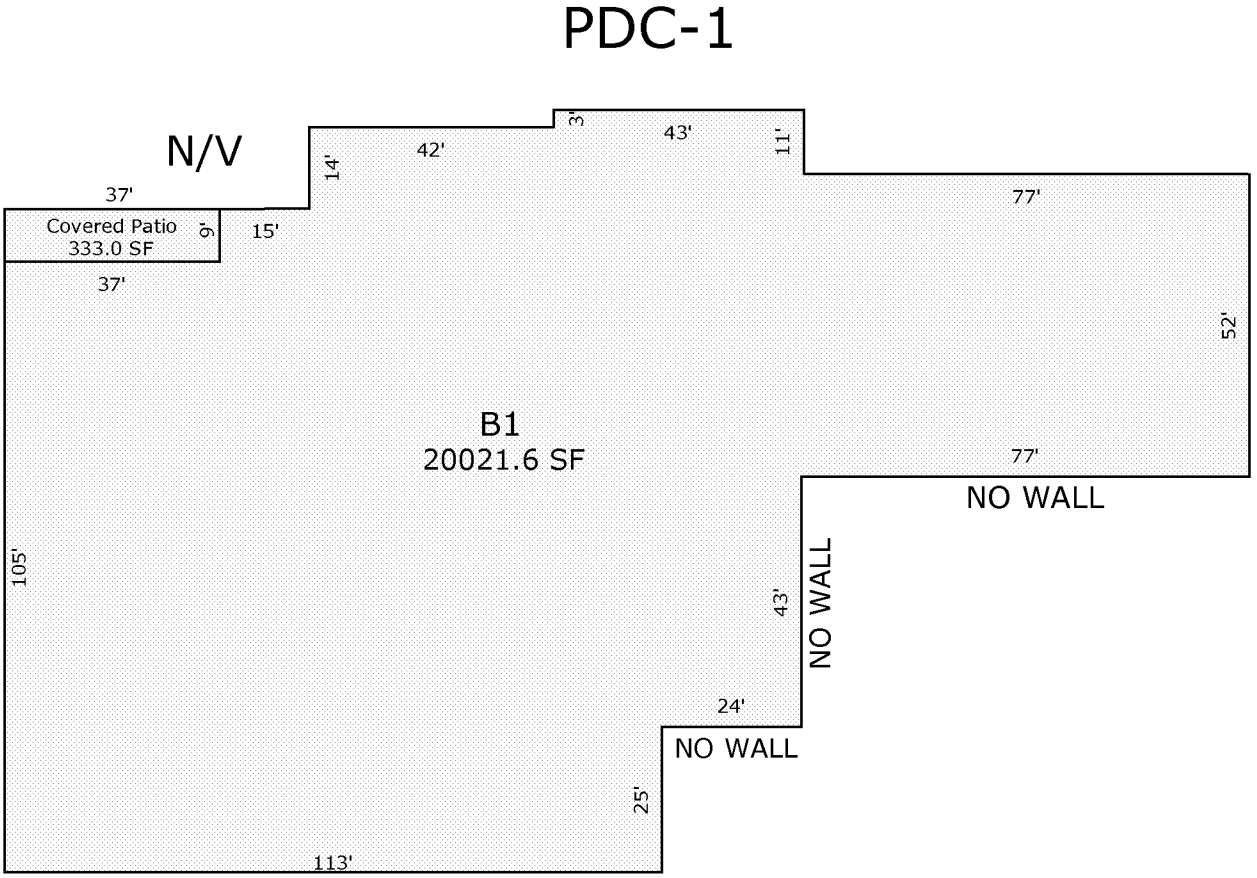 PDC-1
3'
43'
11'
N/V
42'
14'
37'
77'
Covered Patio
333.0 SF
9'
15'
37'
52'
B1
20021.6 SF
77'
NO WALL
105'
43'
NO WALL
24'
NO WALL
25'
113'